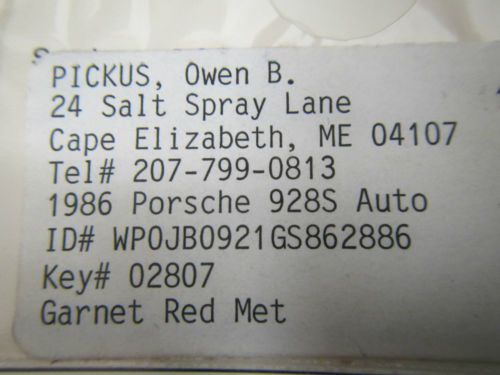 PICKUS, Owen B.
24 Salt Spray Lane
Cape Elizabeth, ME 04107
Tel# 207-799-0813
1986 Porsche 928S Auto
ID# WP0JB0921GS862886
Key# 02807
Garnet Red Met